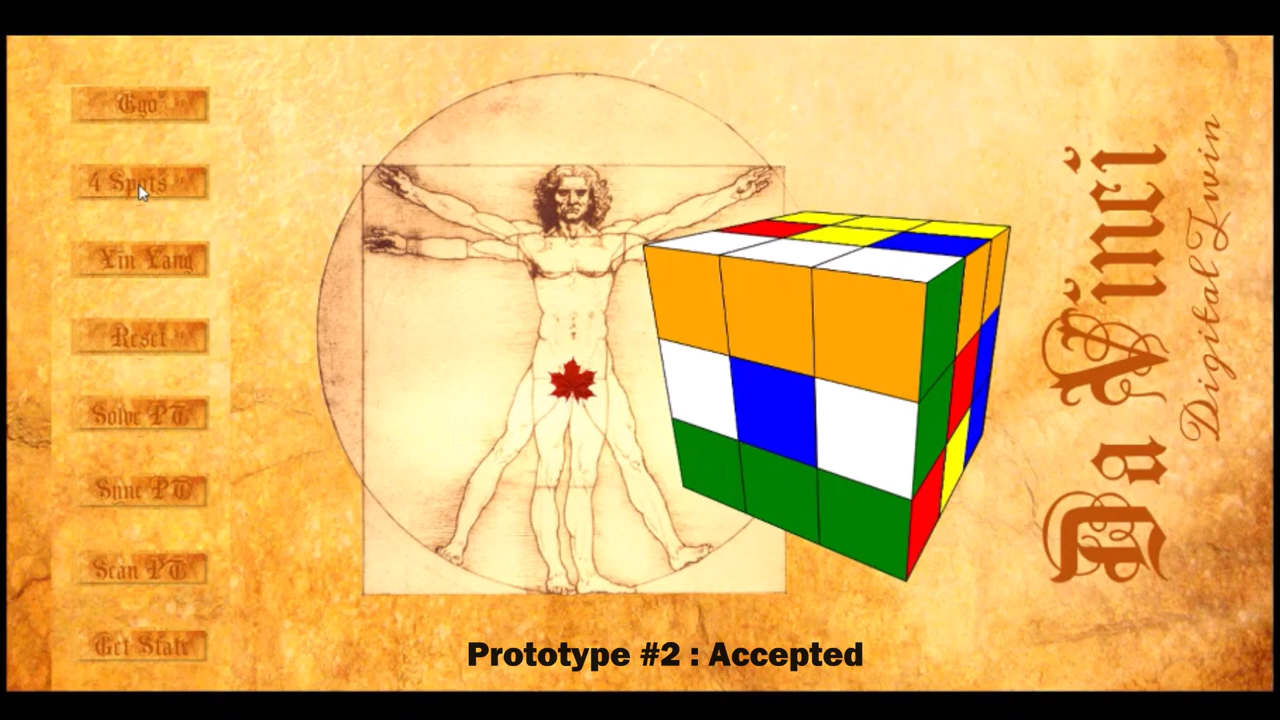 Ego
4 Spots
Yin Yang
Reset
Solve PT
Sync PT
Scan PT
Get State
Da Vinci
Digital Twin
Prototype #2 : Accepted